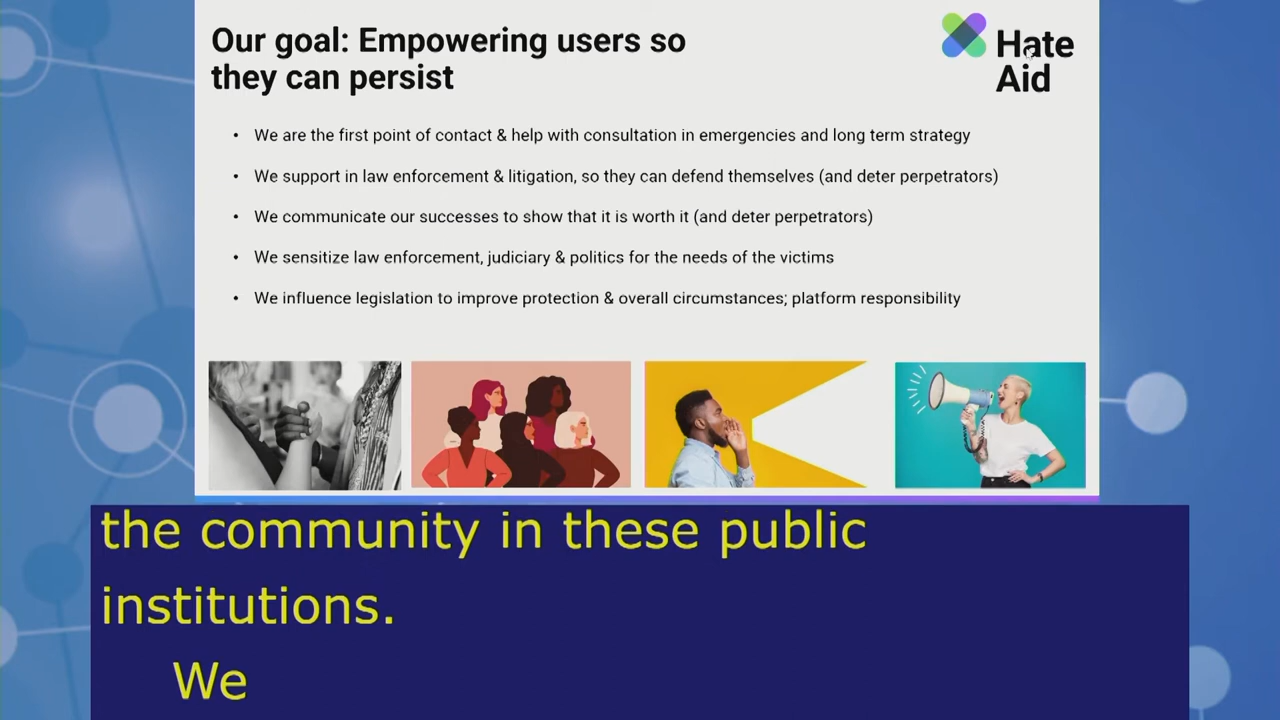 Our goal: Empowering users so
they can persist
Hate
Aid
• We are the first point of contact & help with consultation in emergencies and long term strategy
• We support in law enforcement & litigation, so they can defend themselves (and deter perpetrators)
• We communicate our successes to show that it is worth it (and deter perpetrators)
• We sensitize law enforcement, judiciary & politics for the needs of the victims
• We influence legislation to improve protection & overall circumstances; platform responsibility
the community in these public
institutions.
We